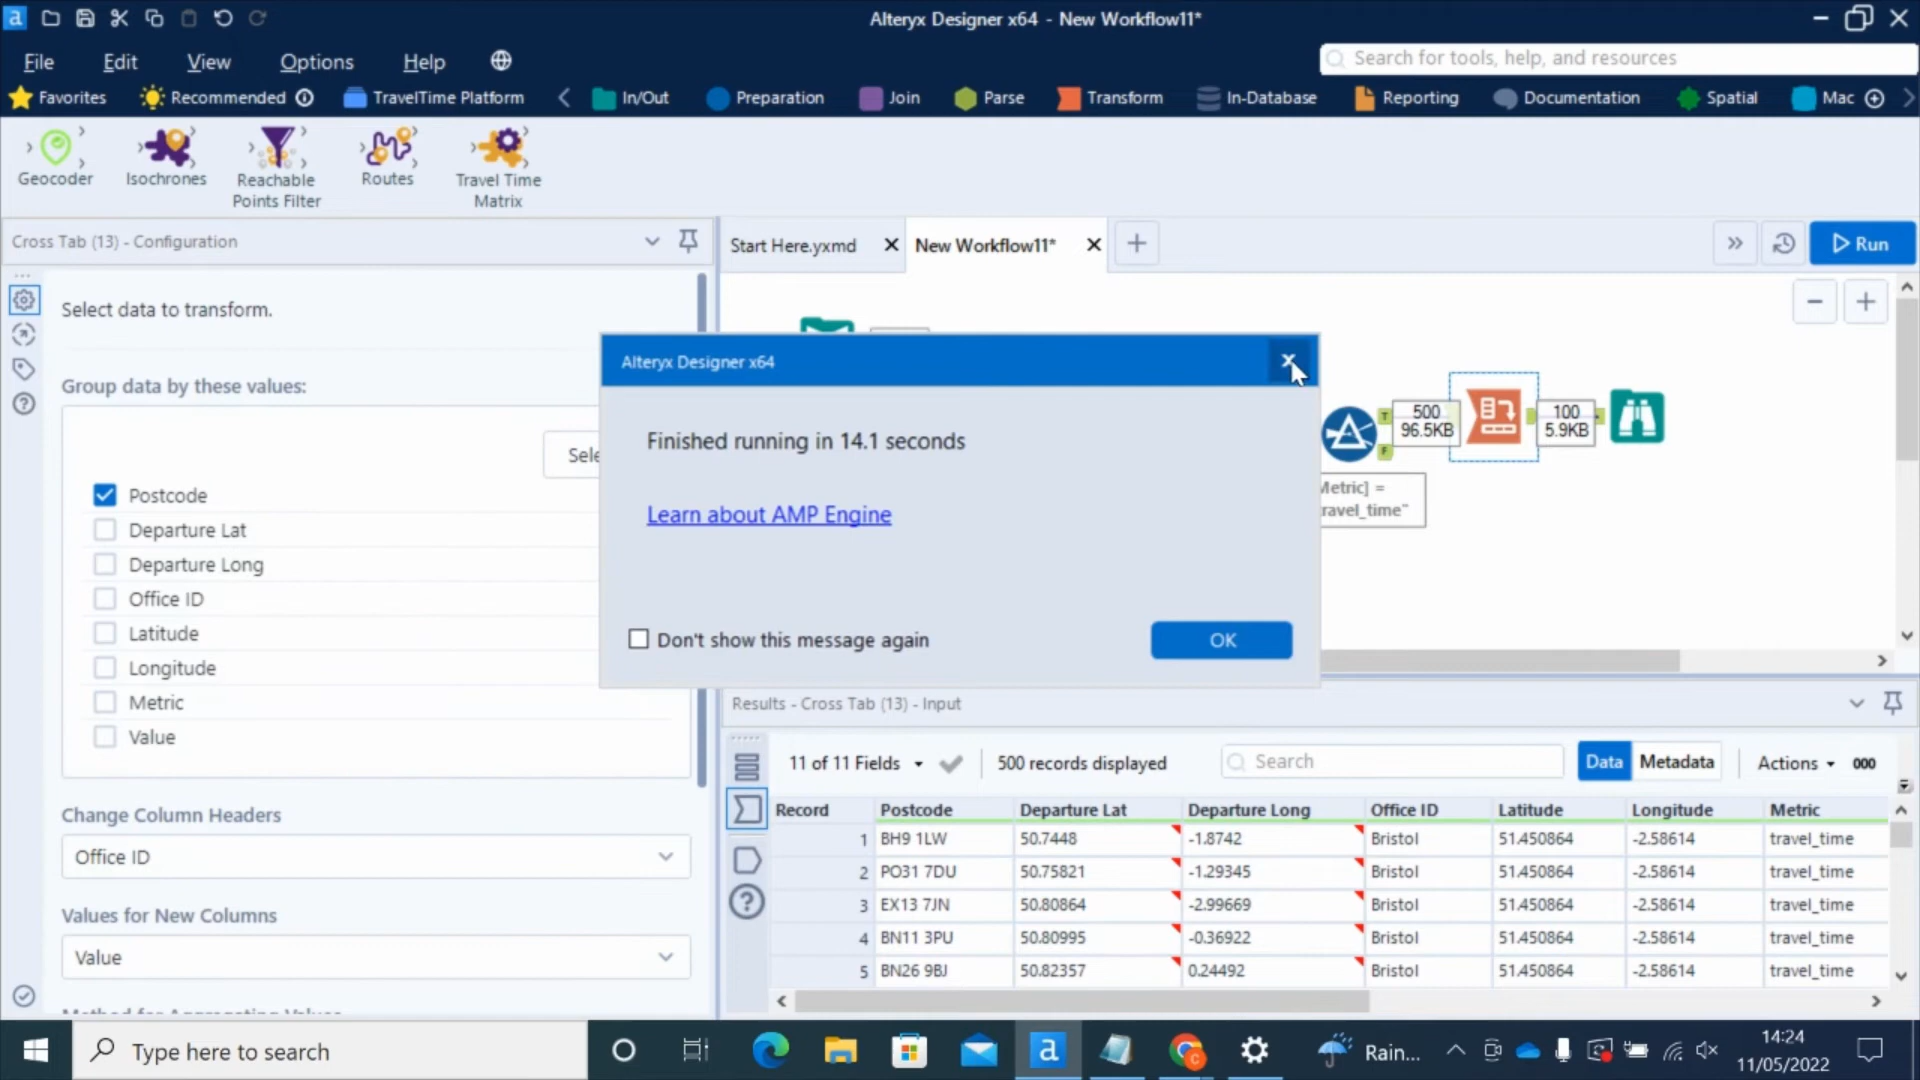 Alteryx Designer x64 - New Workflow11*
File Edit View Options Help
Search for tools, help, and resources
Favorites Recommended TravelTime Platform In/Out Preparation Join Parse Transform In-Database Reporting Documentation Spatial Mac
Geocoder Isochrones Reachable Points Filter Routes Travel Time Matrix
Cross Tab (13) - Configuration
Start Here.yxmd New Workflow11* Run
Select data to transform.
Group data by these values:
Sele
Postcode
Departure Lat
Departure Long
Office ID
Latitude
Longitude
Metric
Value
Change Column Headers
Office ID
Values for New Columns
Value
Alteryx Designer x64
Finished running in 14.1 seconds
Learn about AMP Engine
Don't show this message again
OK
T
F
500
96.5KB
100
5.9KB
Metric] =
ravel_time"
Results - Cross Tab (13) - Input
11 of 11 Fields 500 records displayed Search Data Metadata Actions 000
Record Postcode Departure Lat Departure Long Office ID Latitude Longitude Metric
1 BH9 1LW 50.7448 -1.8742 Bristol 51.450864 -2.58614 travel_time
2 PO31 7DU 50.75821 -1.29345 Bristol 51.450864 -2.58614 travel_time
3 EX13 7JN 50.80864 -2.99669 Bristol 51.450864 -2.58614 travel_time
4 BN11 3PU 50.80995 -0.36922 Bristol 51.450864 -2.58614 travel_time
5 BN26 9BJ 50.82357 0.24492 Bristol 51.450864 -2.58614 travel_time
Type here to search
a
Rain...
14:24
11/05/2022